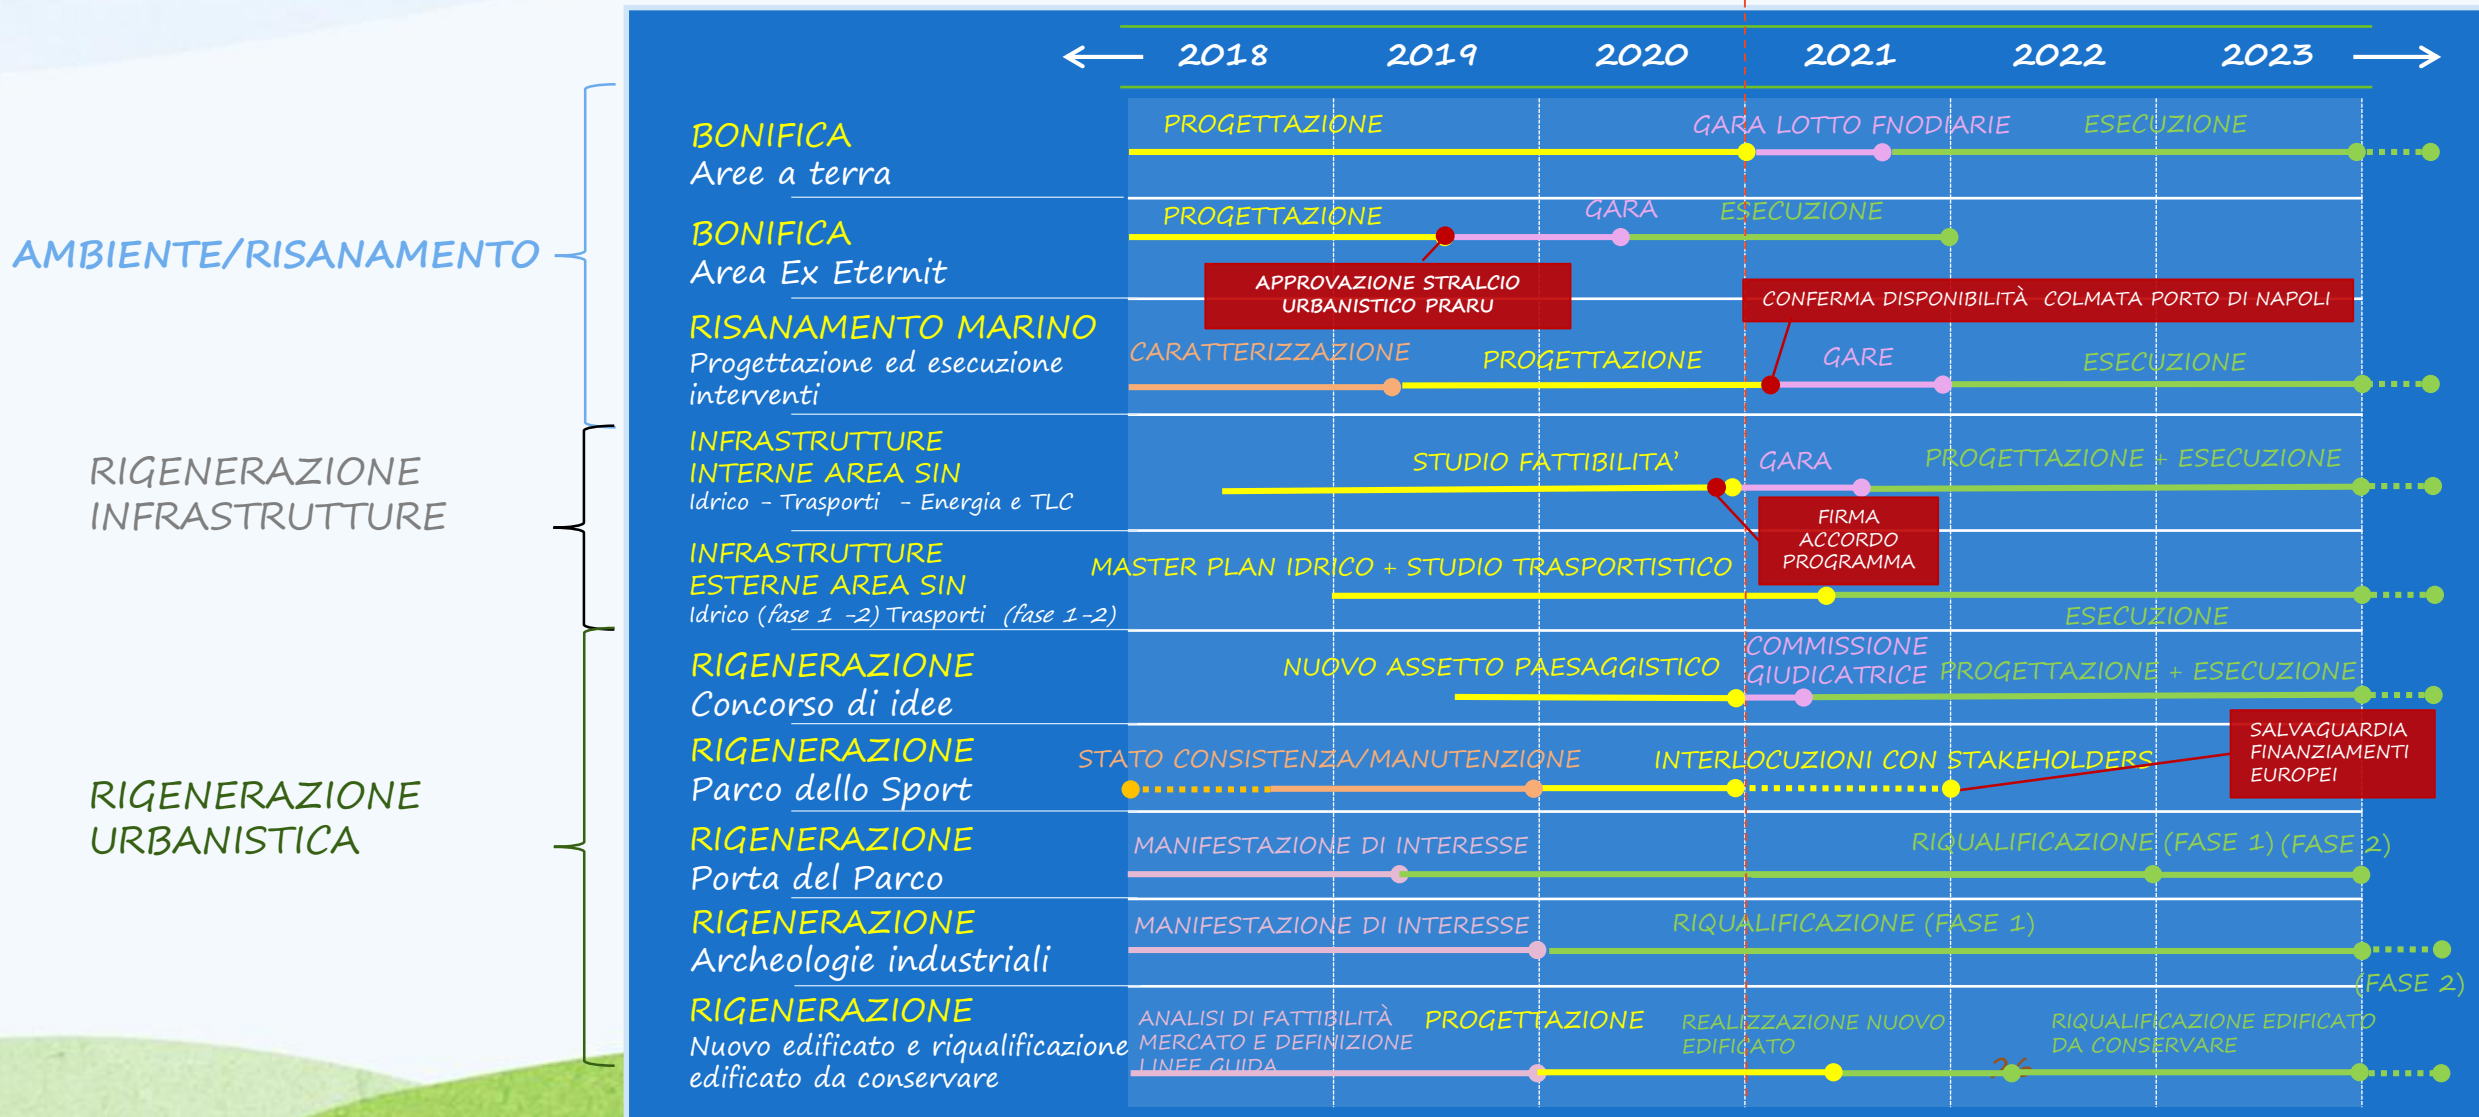 2018 2019 2020 2021 2022 2023
AMBIENTE/RISANAMENTO
RIGENERAZIONE
INFRASTRUTTURE
RIGENERAZIONE
URBANISTICA
BONIFICA
Aree a terra
PROGETTAZIONE
GARA LOTTO FNODIARIE
ESECUZIONE
BONIFICA
Area Ex Eternit
PROGETTAZIONE
GARA
ESECUZIONE
APPROVAZIONE STRALCIO
URBANISTICO PRARU
CONFERMA DISPONIBILITÀ COLMATA PORTO DI NAPOLI
RISANAMENTO MARINO
Progettazione ed esecuzione
interventi
CARATTERIZZAZIONE
PROGETTAZIONE
GARE
ESECUZIONE
INFRASTRUTTURE
INTERNE AREA SIN
Idrico - Trasporti - Energia e TLC
STUDIO FATTIBILITA’
GARA
PROGETTAZIONE + ESECUZIONE
FIRMA
ACCORDO
PROGRAMMA
INFRASTRUTTURE
ESTERNE AREA SIN
Idrico (fase 1 -2) Trasporti (fase 1-2)
MASTER PLAN IDRICO + STUDIO TRASPORTISTICO
ESECUZIONE
RIGENERAZIONE
Concorso di idee
NUOVO ASSETTO PAESAGGISTICO
COMMISSIONE
GIUDICATRICE
PROGETTAZIONE + ESECUZIONE
RIGENERAZIONE
Parco dello Sport
STATO CONSISTENZA/MANUTENZIONE
INTERLOCUZIONI CON STAKEHOLDERS
SALVAGUARDIA
FINANZIAMENTI
EUROPEI
RIGENERAZIONE
Porta del Parco
MANIFESTAZIONE DI INTERESSE
RIQUALIFICAZIONE (FASE 1) (FASE 2)
RIGENERAZIONE
Archeologie industriali
MANIFESTAZIONE DI INTERESSE
RIQUALIFICAZIONE (FASE 1)
(FASE 2)
RIGENERAZIONE
Nuovo edificato e riqualificazione
edificato da conservare
ANALISI DI FATTIBILITÀ
MERCATO E DEFINIZIONE
LINEE GUIDA
PROGETTAZIONE
REALIZZAZIONE NUOVO
EDIFICATO
RIQUALIFICAZIONE EDIFICATO
DA CONSERVARE